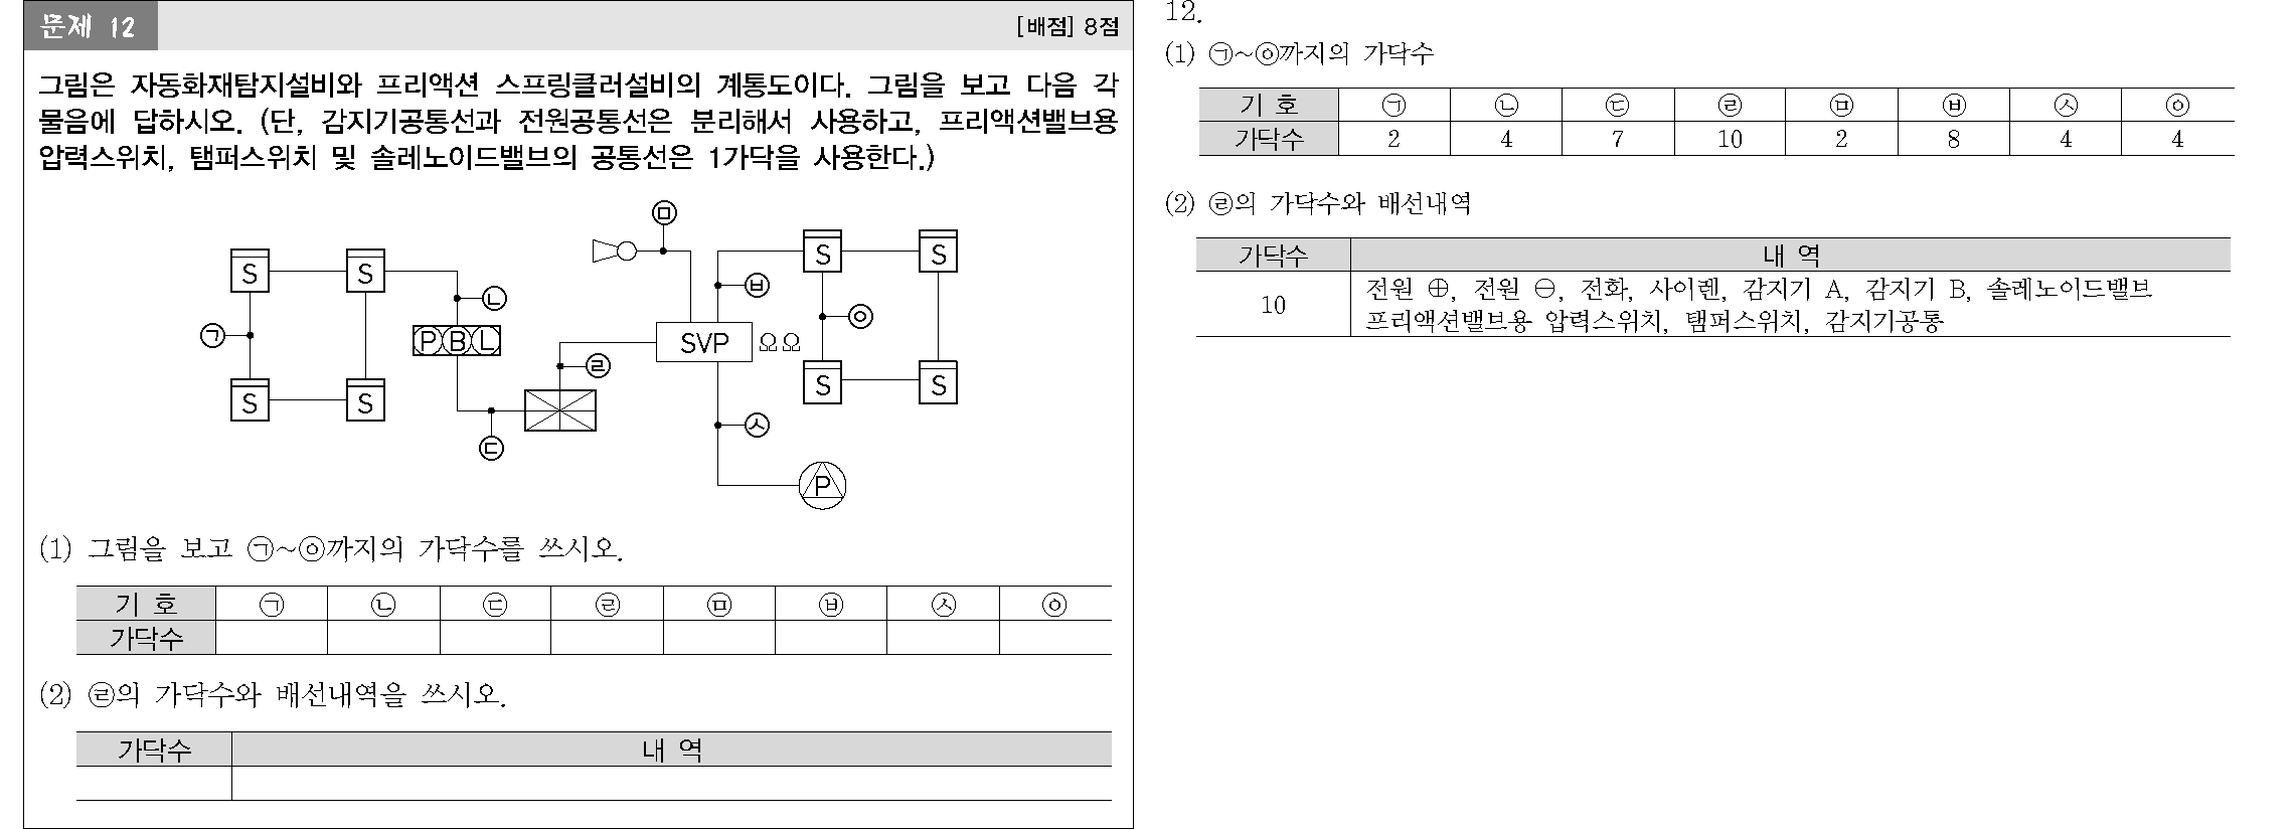 문제 12
[배점] 8점
그림은 자동화재탐지설비와 프리액션 스프링클러설비의 계통도이다. 그림을 보고 다음 각
물음에 답하시오. (단, 감지기공통선과 전원공통선은 분리해서 사용하고, 프리액션밸브용
압력스위치, 탬퍼스위치 및 솔레노이드밸브의 공통선은 1가닥을 사용한다.)
㉤
S S S S
㉡ ㉥
㉠ ㉧
P B L
SVP Ω Ω
㉣
S S S S
㉢ ㉦
P
(1) 그림을 보고 ㉠~㉧까지의 가닥수를 쓰시오.
기 호 ㉠ ㉡ ㉢ ㉣ ㉤ ㉥ ㉦ ㉧
가닥수
(2) ㉣의 가닥수와 배선내역을 쓰시오.
가닥수 내 역
12.
(1) ㉠~㉧까지의 가닥수
기 호 ㉠ ㉡ ㉢ ㉣ ㉤ ㉥ ㉦ ㉧
가닥수 2 4 7 10 2 8 4 4
(2) ㉣의 가닥수와 배선내역
가닥수 내 역
10 전원 ⊕, 전원 ⊖, 전화, 사이렌, 감지기 A, 감지기 B, 솔레노이드밸브
프리액션밸브용 압력스위치, 탬퍼스위치, 감지기공통